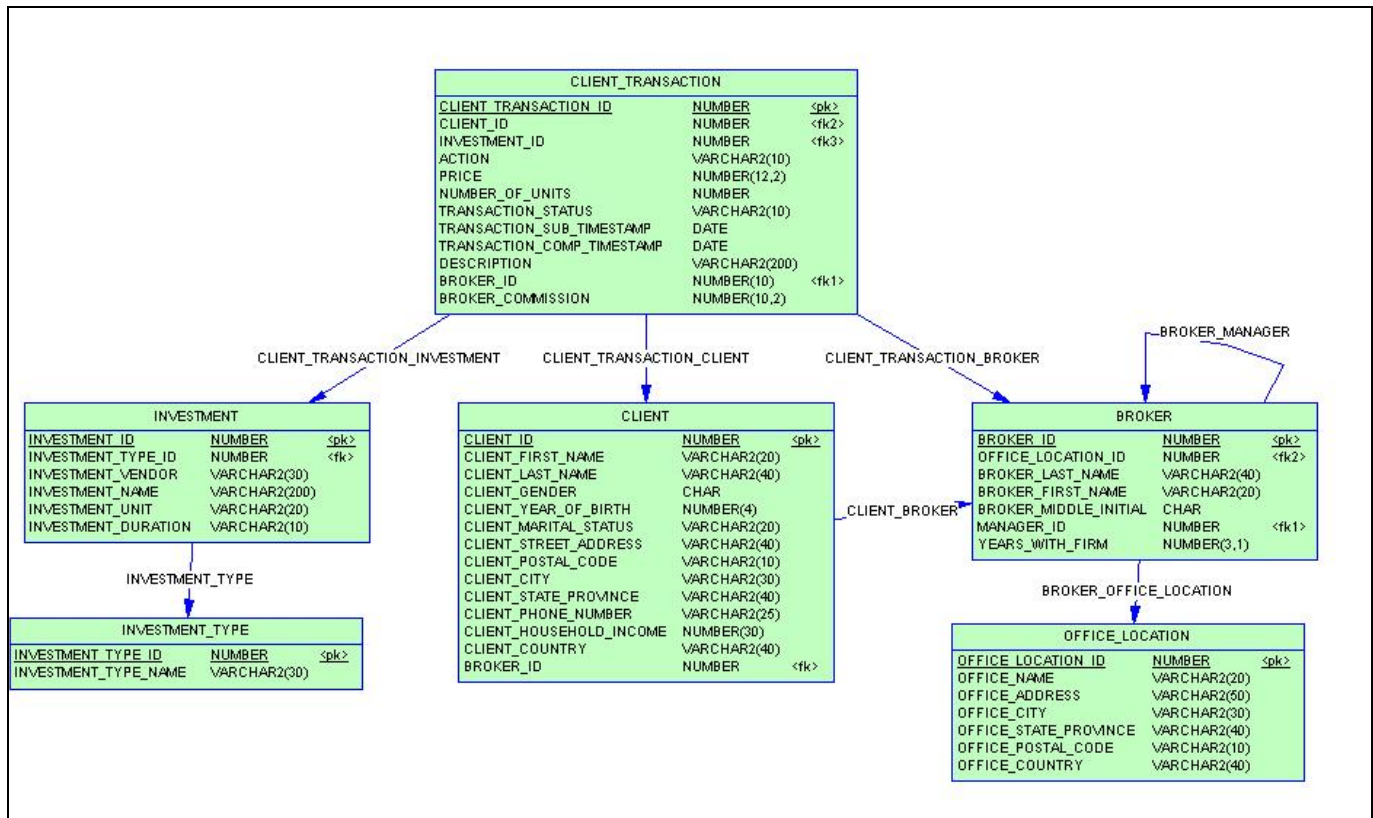 CLIENT_TRANSACTION
CLIENT_TRANSACTION_ID NUMBER <pk>
CLIENT_ID NUMBER <fk2>
INVESTMENT_ID NUMBER <fk3>
ACTION VARCHAR2(10)
PRICE NUMBER(12,2)
NUMBER_OF_UNITS NUMBER
TRANSACTION_STATUS VARCHAR2(10)
TRANSACTION_SUB_TIMESTAMP DATE
TRANSACTION_COMP_TIMESTAMP DATE
DESCRIPTION VARCHAR2(200)
BROKER_ID NUMBER(10) <fk1>
BROKER_COMMISSION NUMBER(10,2)
CLIENT_TRANSACTION_INVESTMENT
CLIENT_TRANSACTION_CLIENT
CLIENT_TRANSACTION_BROKER
BROKER_MANAGER
INVESTMENT
INVESTMENT_ID NUMBER <pk>
INVESTMENT_TYPE_ID NUMBER <fk>
INVESTMENT_VENDOR VARCHAR2(30)
INVESTMENT_NAME VARCHAR2(200)
INVESTMENT_UNIT VARCHAR2(20)
INVESTMENT_DURATION VARCHAR2(10)
INVESTMENT_TYPE
INVESTMENT_TYPE
INVESTMENT_TYPE_ID NUMBER <pk>
INVESTMENT_TYPE_NAME VARCHAR2(30)
CLIENT
CLIENT_ID NUMBER <pk>
CLIENT_FIRST_NAME VARCHAR2(20)
CLIENT_LAST_NAME VARCHAR2(40)
CLIENT_GENDER CHAR
CLIENT_YEAR_OF_BIRTH NUMBER(4)
CLIENT_MARITAL_STATUS VARCHAR2(20)
CLIENT_STREET_ADDRESS VARCHAR2(40)
CLIENT_POSTAL_CODE VARCHAR2(10)
CLIENT_CITY VARCHAR2(30)
CLIENT_STATE_PROVINCE VARCHAR2(40)
CLIENT_PHONE_NUMBER VARCHAR2(25)
CLIENT_HOUSEHOLD_INCOME NUMBER(30)
CLIENT_COUNTRY VARCHAR2(40)
BROKER_ID NUMBER <fk>
CLIENT_BROKER
BROKER
BROKER_ID NUMBER <pk>
OFFICE_LOCATION_ID NUMBER <fk2>
BROKER_LAST_NAME VARCHAR2(40)
BROKER_FIRST_NAME VARCHAR2(20)
BROKER_MIDDLE_INITIAL CHAR
MANAGER_ID NUMBER <fk1>
YEARS_WITH_FIRM NUMBER(3,1)
BROKER_OFFICE_LOCATION
OFFICE_LOCATION
OFFICE_LOCATION_ID NUMBER <pk>
OFFICE_NAME VARCHAR2(20)
OFFICE_ADDRESS VARCHAR2(50)
OFFICE_CITY VARCHAR2(30)
OFFICE_STATE_PROVINCE VARCHAR2(40)
OFFICE_POSTAL_CODE VARCHAR2(10)
OFFICE_COUNTRY VARCHAR2(40)